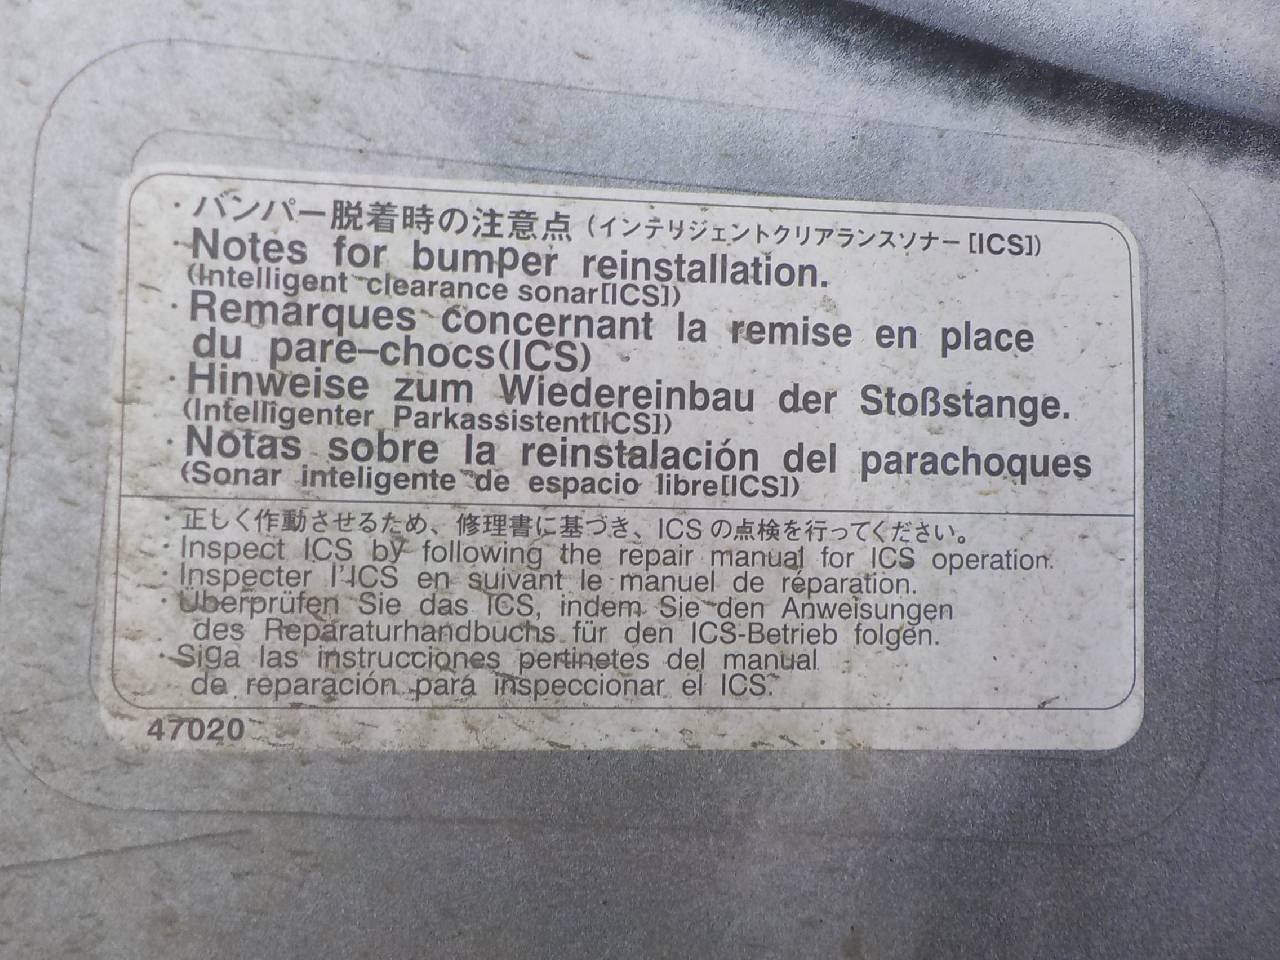 ・バンパー脱着時の注意点（インテリジェントクリアランスソナー[ICS]）
・Notes for bumper reinstallation.
(Intelligent clearance sonar[ICS])
・Remarques concernant la remise en place
du pare-chocs(ICS)
・Hinweise zum Wiedereinbau der Stoßstange.
(Intelligenter Parkassistent[ICS])
・Notas sobre la reinstalación del parachoques
(Sonar inteligente de espacio libre[ICS])
・正しく作動させるため、修理書に基づき、ICSの点検を行ってください。
・Inspect ICS by following the repair manual for ICS operation.
・Inspecter l'ICS en suivant le manuel de réparation.
・Überprüfen Sie das ICS, indem Sie den Anweisungen
des Reparaturhandbuchs für den ICS-Betrieb folgen.
・Siga las instrucciones pertinetes del manual
de reparación para inspeccionar el ICS.
47020